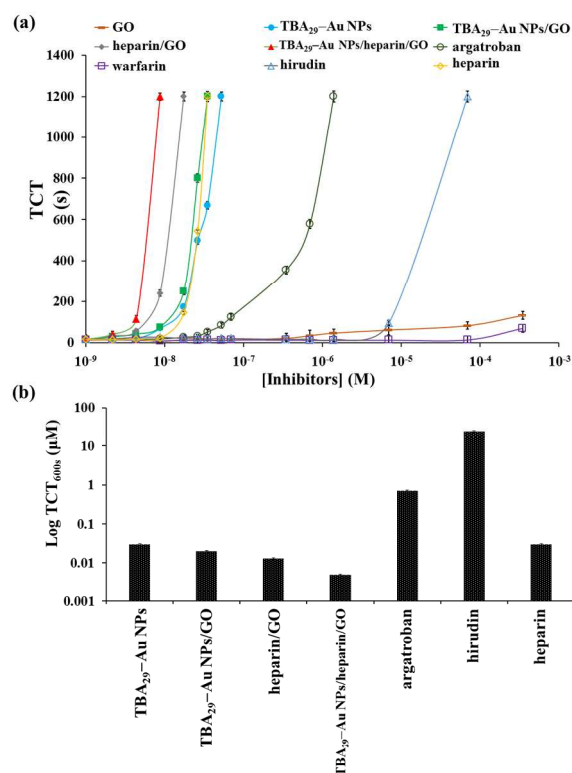 (a)
GO
TBA29–Au NPs
TBA29–Au NPs/GO
heparin/GO
TBA29–Au NPs/heparin/GO
argatroban
warfarin
hirudin
heparin
1400
1200
1000
800
600
400
200
0
TCT
(s)
10-9
10-8
10-7
10-6
10-5
10-4
10-3
[Inhibitors] (M)
(b)
100
10
1
0.1
0.01
0.001
Log TCT600s (μM)
TBA29–Au NPs
TBA29–Au NPs/GO
heparin/GO
TBA29–Au NPs/heparin/GO
argatroban
hirudin
heparin